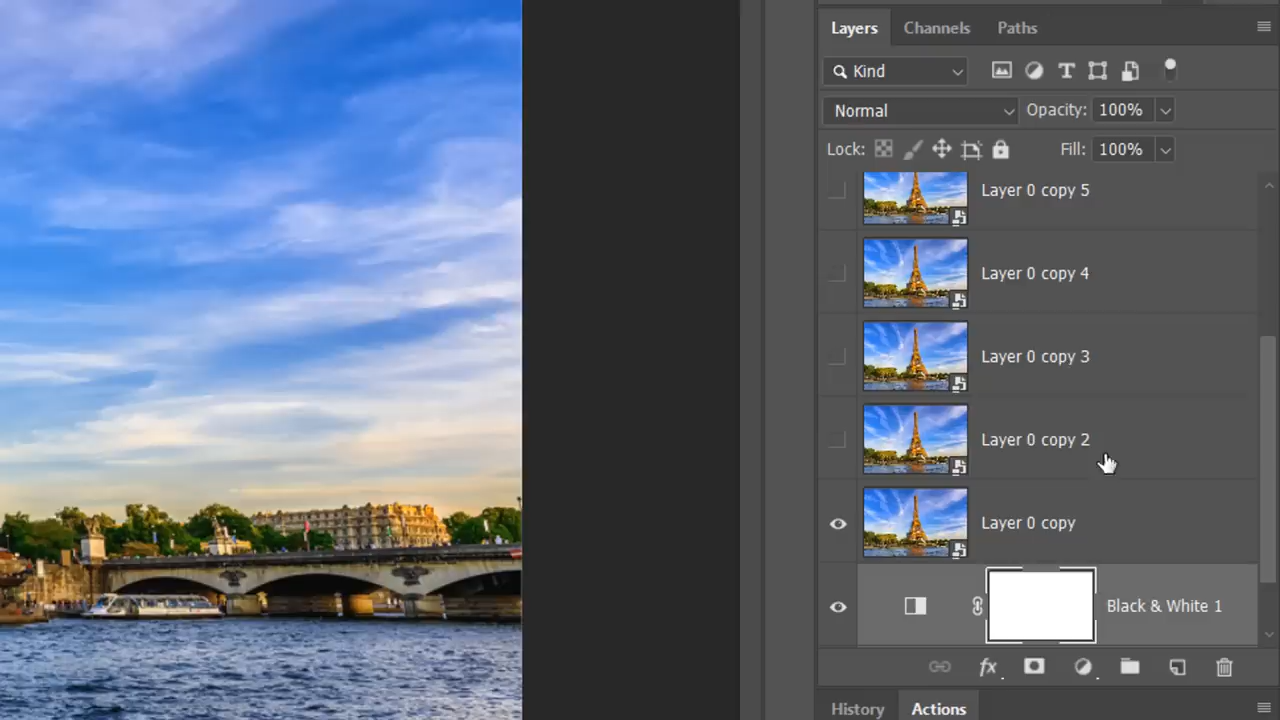 Layers Channels Paths
Kind
Normal Opacity: 100%
Lock: Fill: 100%
Layer 0 copy 5
Layer 0 copy 4
Layer 0 copy 3
Layer 0 copy 2
Layer 0 copy
Black & White 1
fx
History Actions